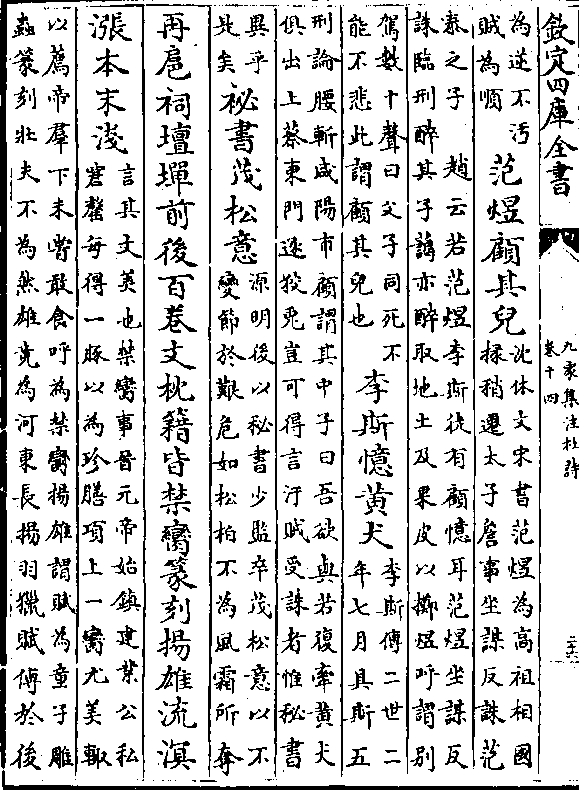 欽定四庫全書
九家集注杜詩
卷十四
二六
為逆不汚
賊為順
范煜顧其兒
沈休文宋書范煜為高祖相國
掾稍遷太子詹事坐謀反誅范
泰之子
趙云若范煜李斯徒有顧憶耳范煜坐謀反
誅臨刑醉其子藹亦醉取地土及果皮以擲煜呼謂別
駕數十聲曰父子同死不
能不悲此謂顧其兒也
李斯憶黄犬
李斯傳二世二
年七月具斯五
刑論腰斬咸陽市顧謂其中子曰吾欲與若復牽黄犬
俱出上蔡東門逐狡兎豈可得言汙賊受誅者惟秘書
異乎
此矣
祕書茂松意
源明後以秘書少監卒茂松意以不
變節於艱危如松柏不為風霜所奪
再扈祠壇墠前後百卷文枕籍皆禁臠篆刻揚雄流溟
漲本末淺
言其文英也禁臠事晉元帝始鎮建業公私
窘罄每得一豚以為珍膳項上一臠尤美輙
以薦帝羣下未嘗敢食呼為禁臠揚雄謂賦為童子雕
蟲篆刻壯夫不為然雄竟為河東長揚羽獵賦傅於後